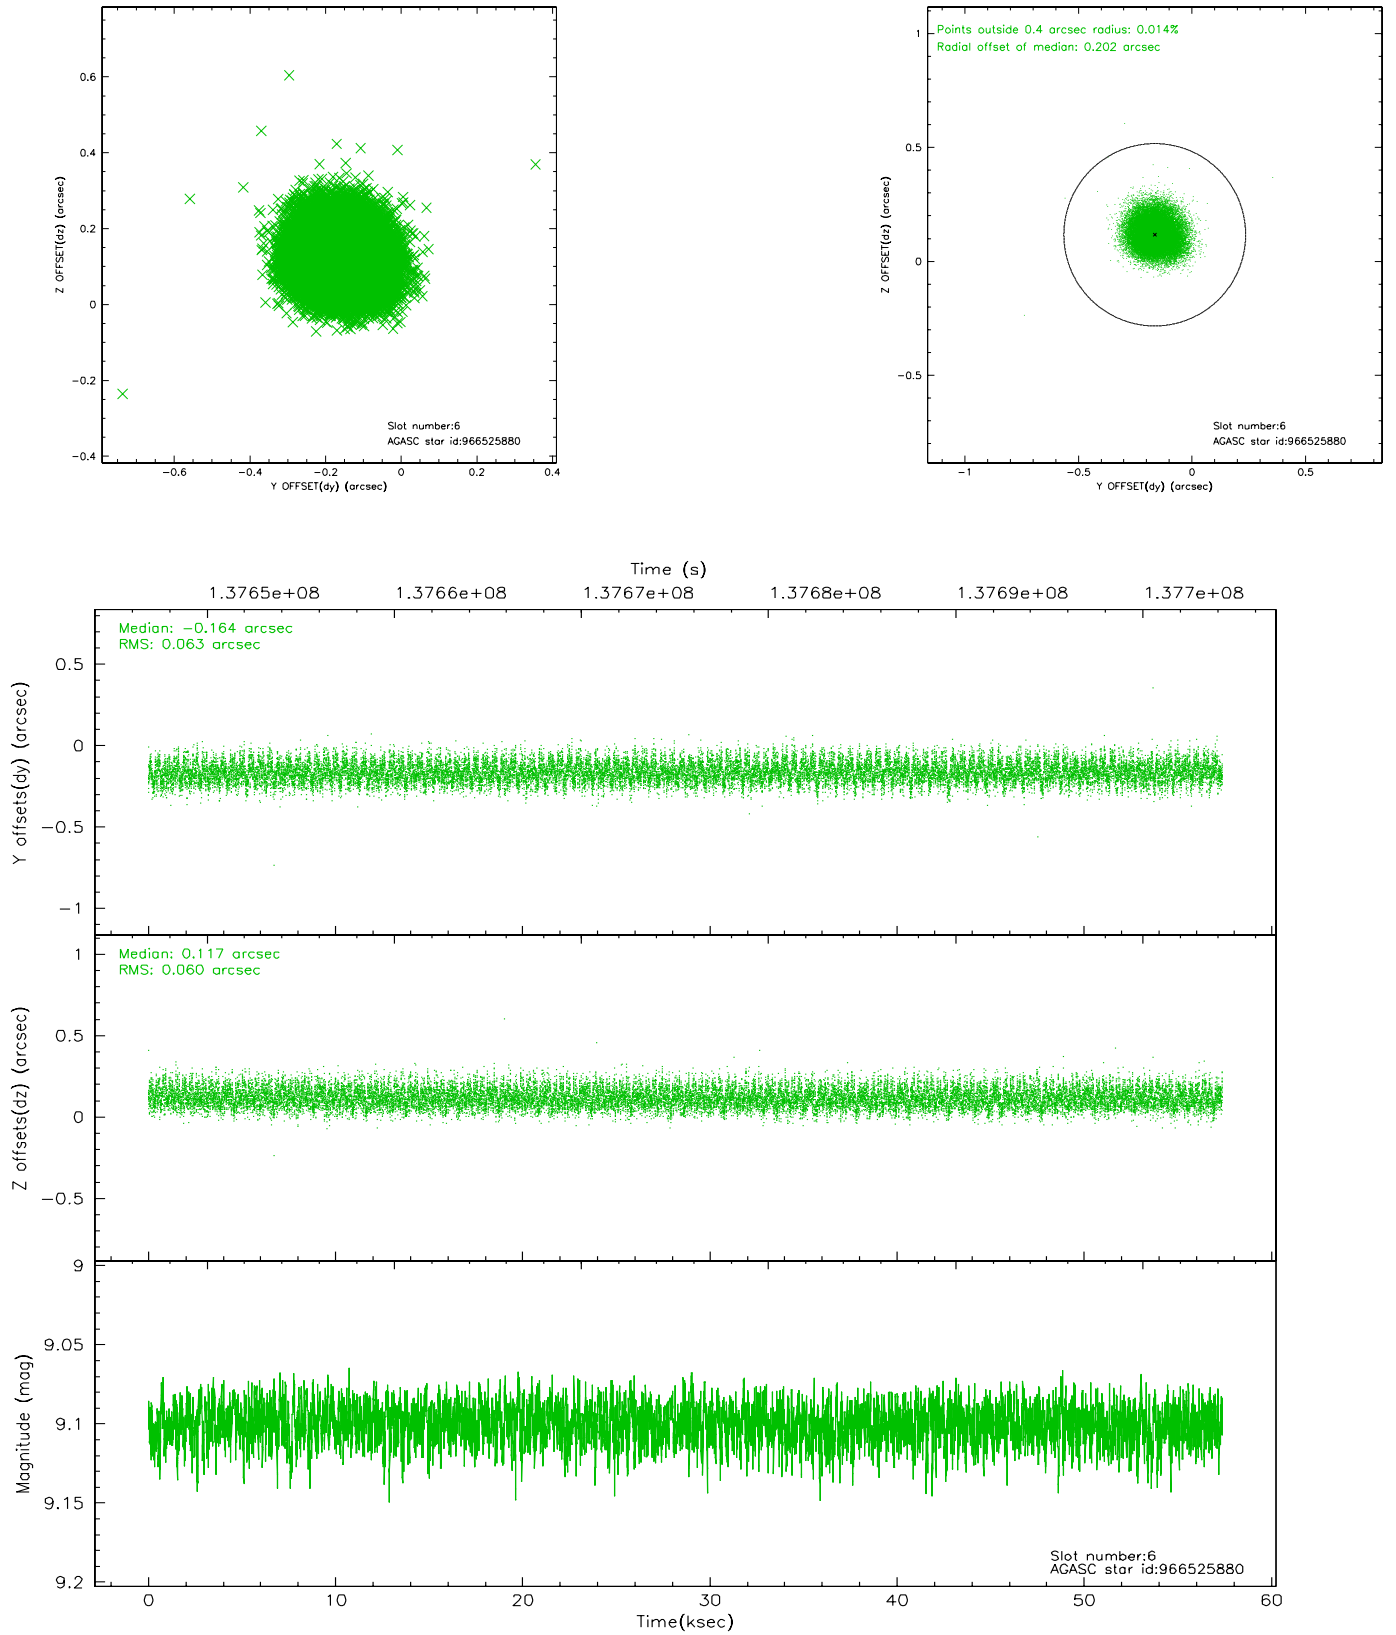 0.6
0.4
0.2
0
−0.2
−0.4
Z OFFSET(dz) (arcsec)
−0.6 −0.4 −0.2 0 0.2 0.4
Y OFFSET(dy) (arcsec)
Slot number:6
AGASC star id:966525880
Points outside 0.4 arcsec radius: 0.014%
Radial offset of median: 0.202 arcsec
1
0.5
0
−0.5
Z OFFSET(dz) (arcsec)
−1 −0.5 0 0.5
Y OFFSET(dy) (arcsec)
Slot number:6
AGASC star id:966525880
Time (s)
1.3765e+08 1.3766e+08 1.3767e+08 1.3768e+08 1.3769e+08 1.377e+08
Median: −0.164 arcsec
RMS: 0.063 arcsec
0.5
0
−0.5
−1
Y offsets(dy) (arcsec)
Median: 0.117 arcsec
RMS: 0.060 arcsec
1
0.5
0
−0.5
Z offsets(dz) (arcsec)
9
9.05
9.1
9.15
9.2
Magnitude (mag)
Slot number:6
AGASC star id:966525880
0 10 20 30 40 50 60
Time(ksec)